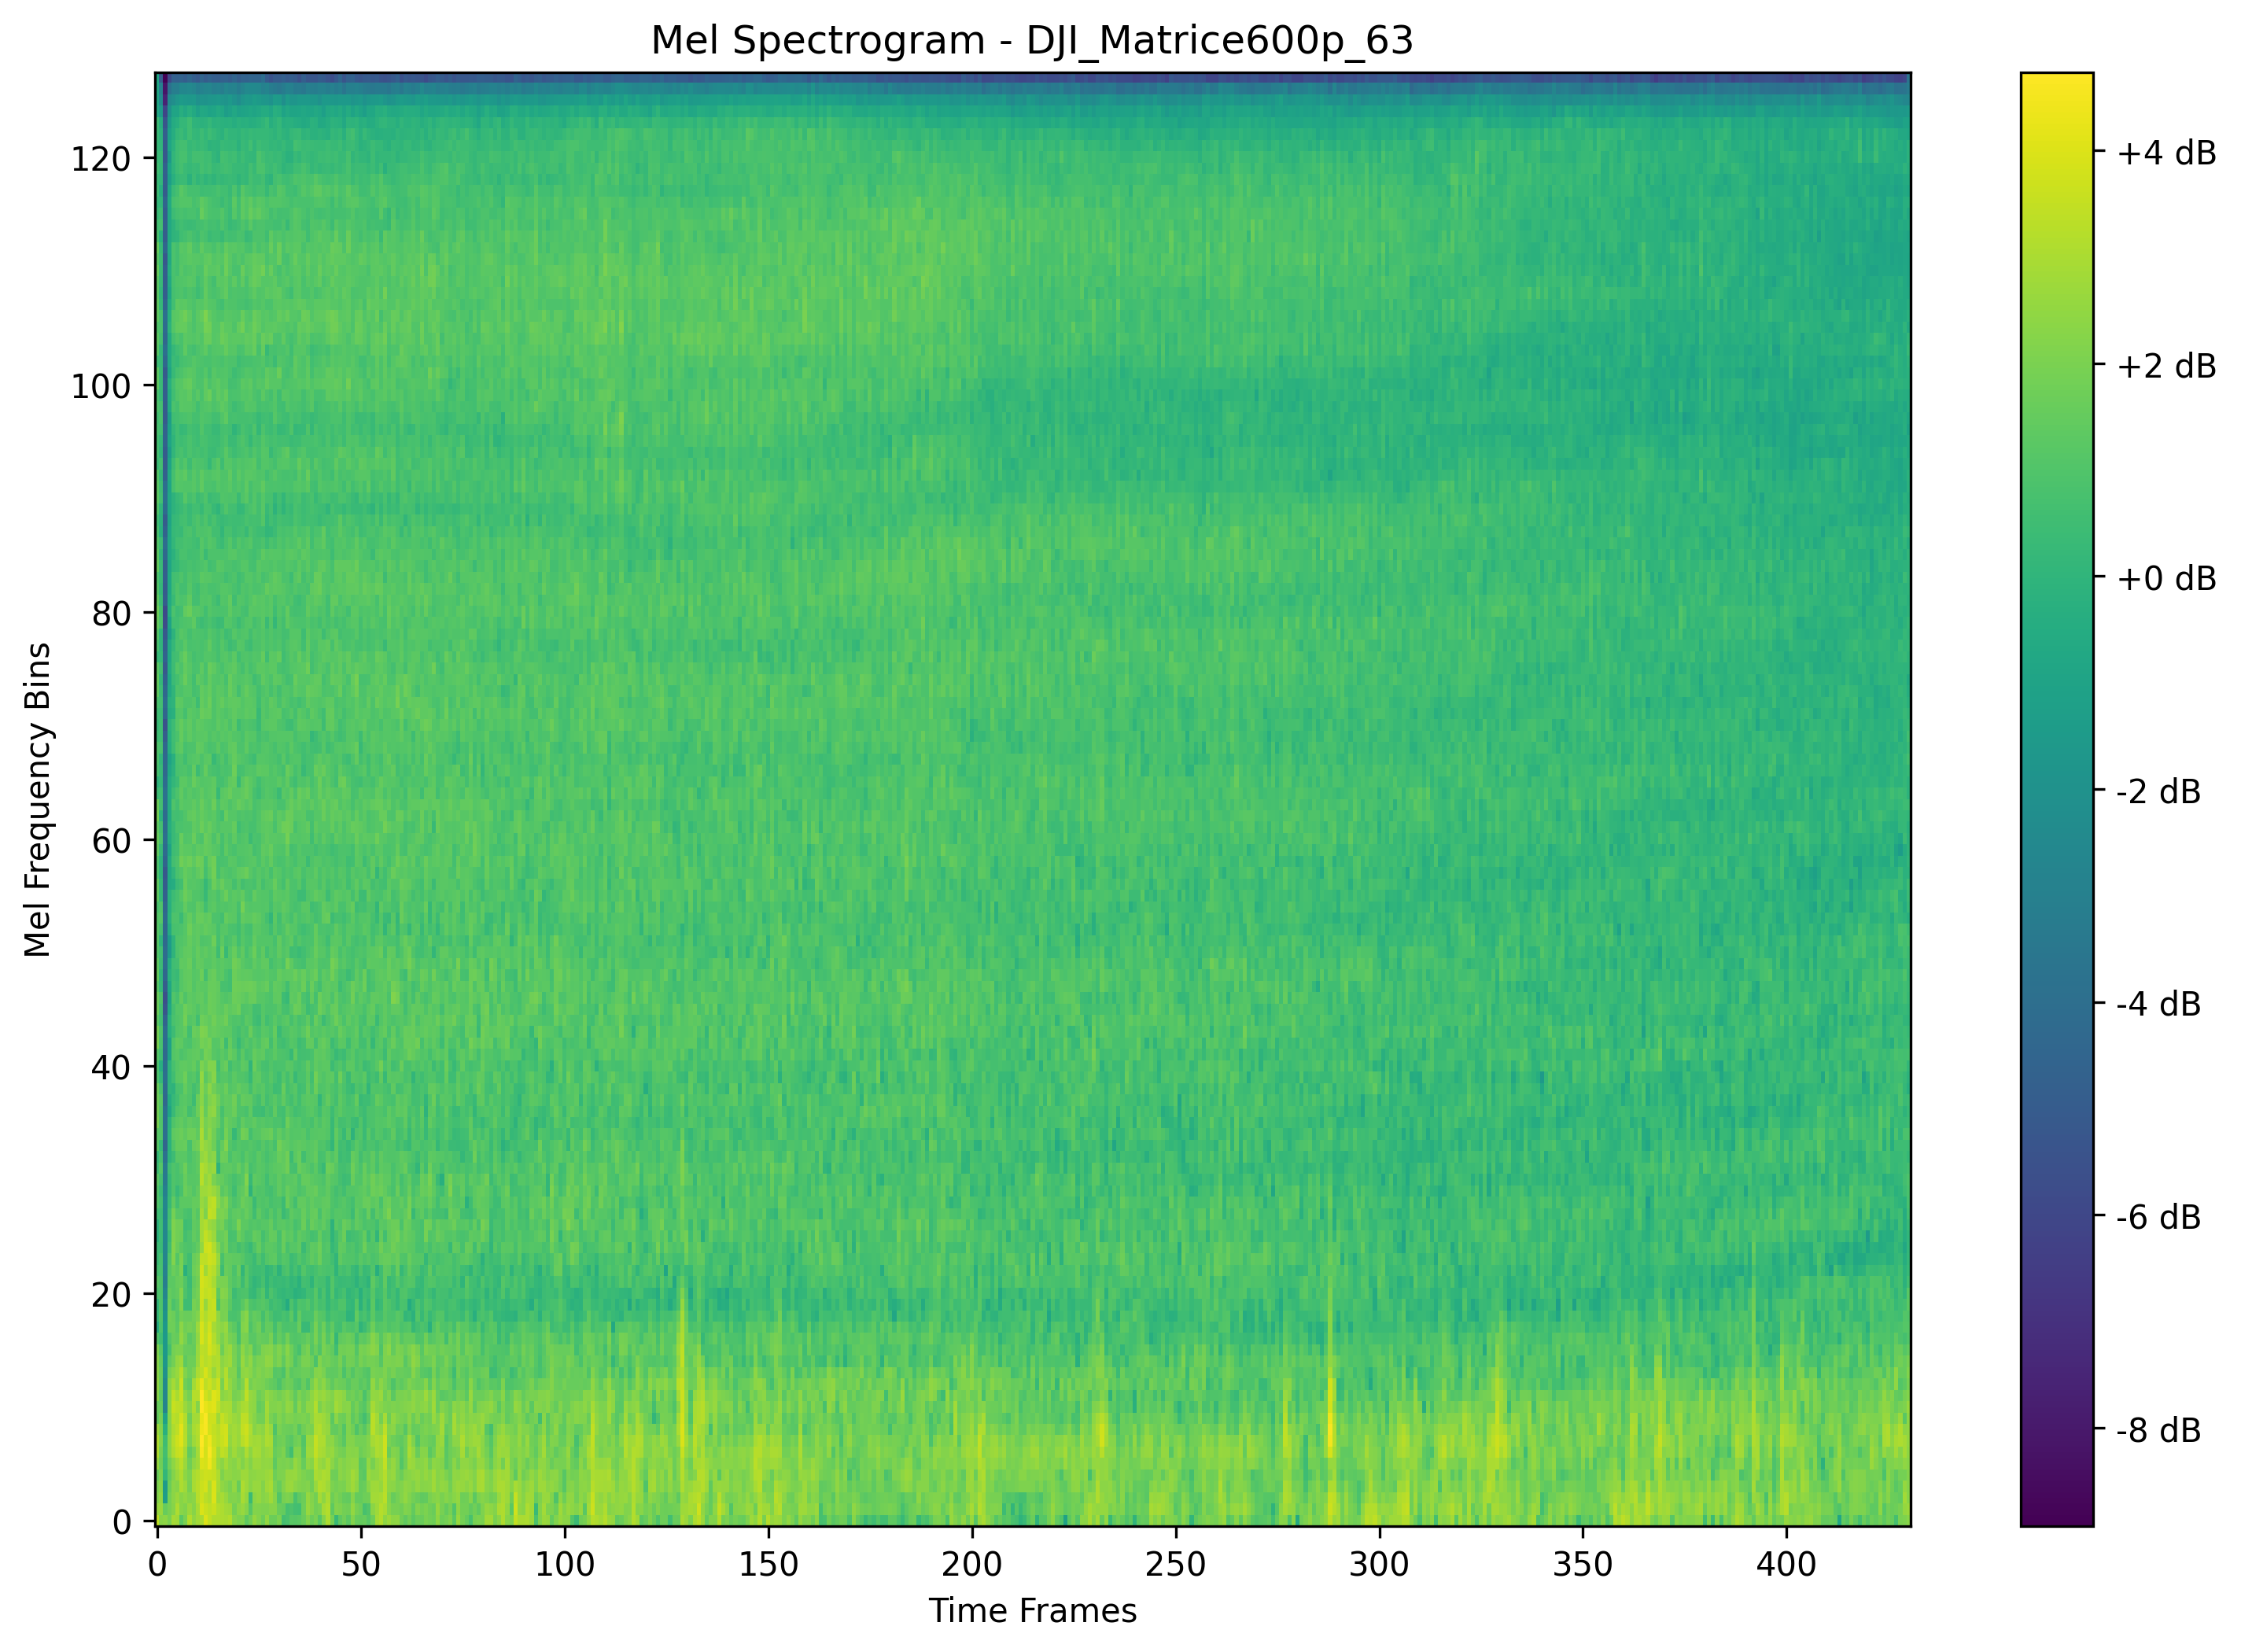 Mel Spectrogram - DJI_Matrice600p_63
120
100
80
60
40
20
0
Mel Frequency Bins
0 50 100 150 200 250 300 350 400
Time Frames
+4 dB
+2 dB
+0 dB
-2 dB
-4 dB
-6 dB
-8 dB